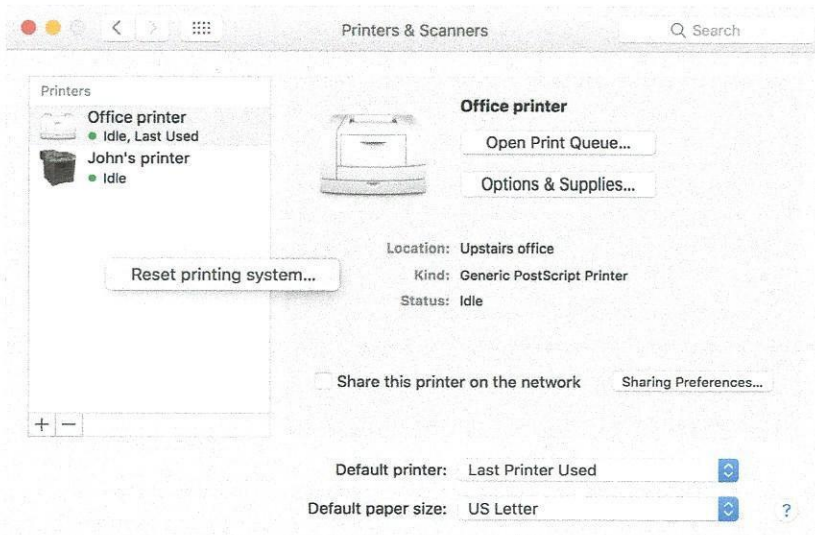 Printers & Scanners
Search
Printers
Office printer
Idle, Last Used
John's printer
Idle
Reset printing system...
+ −
Office printer
Open Print Queue...
Options & Supplies...
Location: Upstairs office
Kind: Generic PostScript Printer
Status: Idle
Share this printer on the network
Sharing Preferences...
Default printer: Last Printer Used
Default paper size: US Letter
?